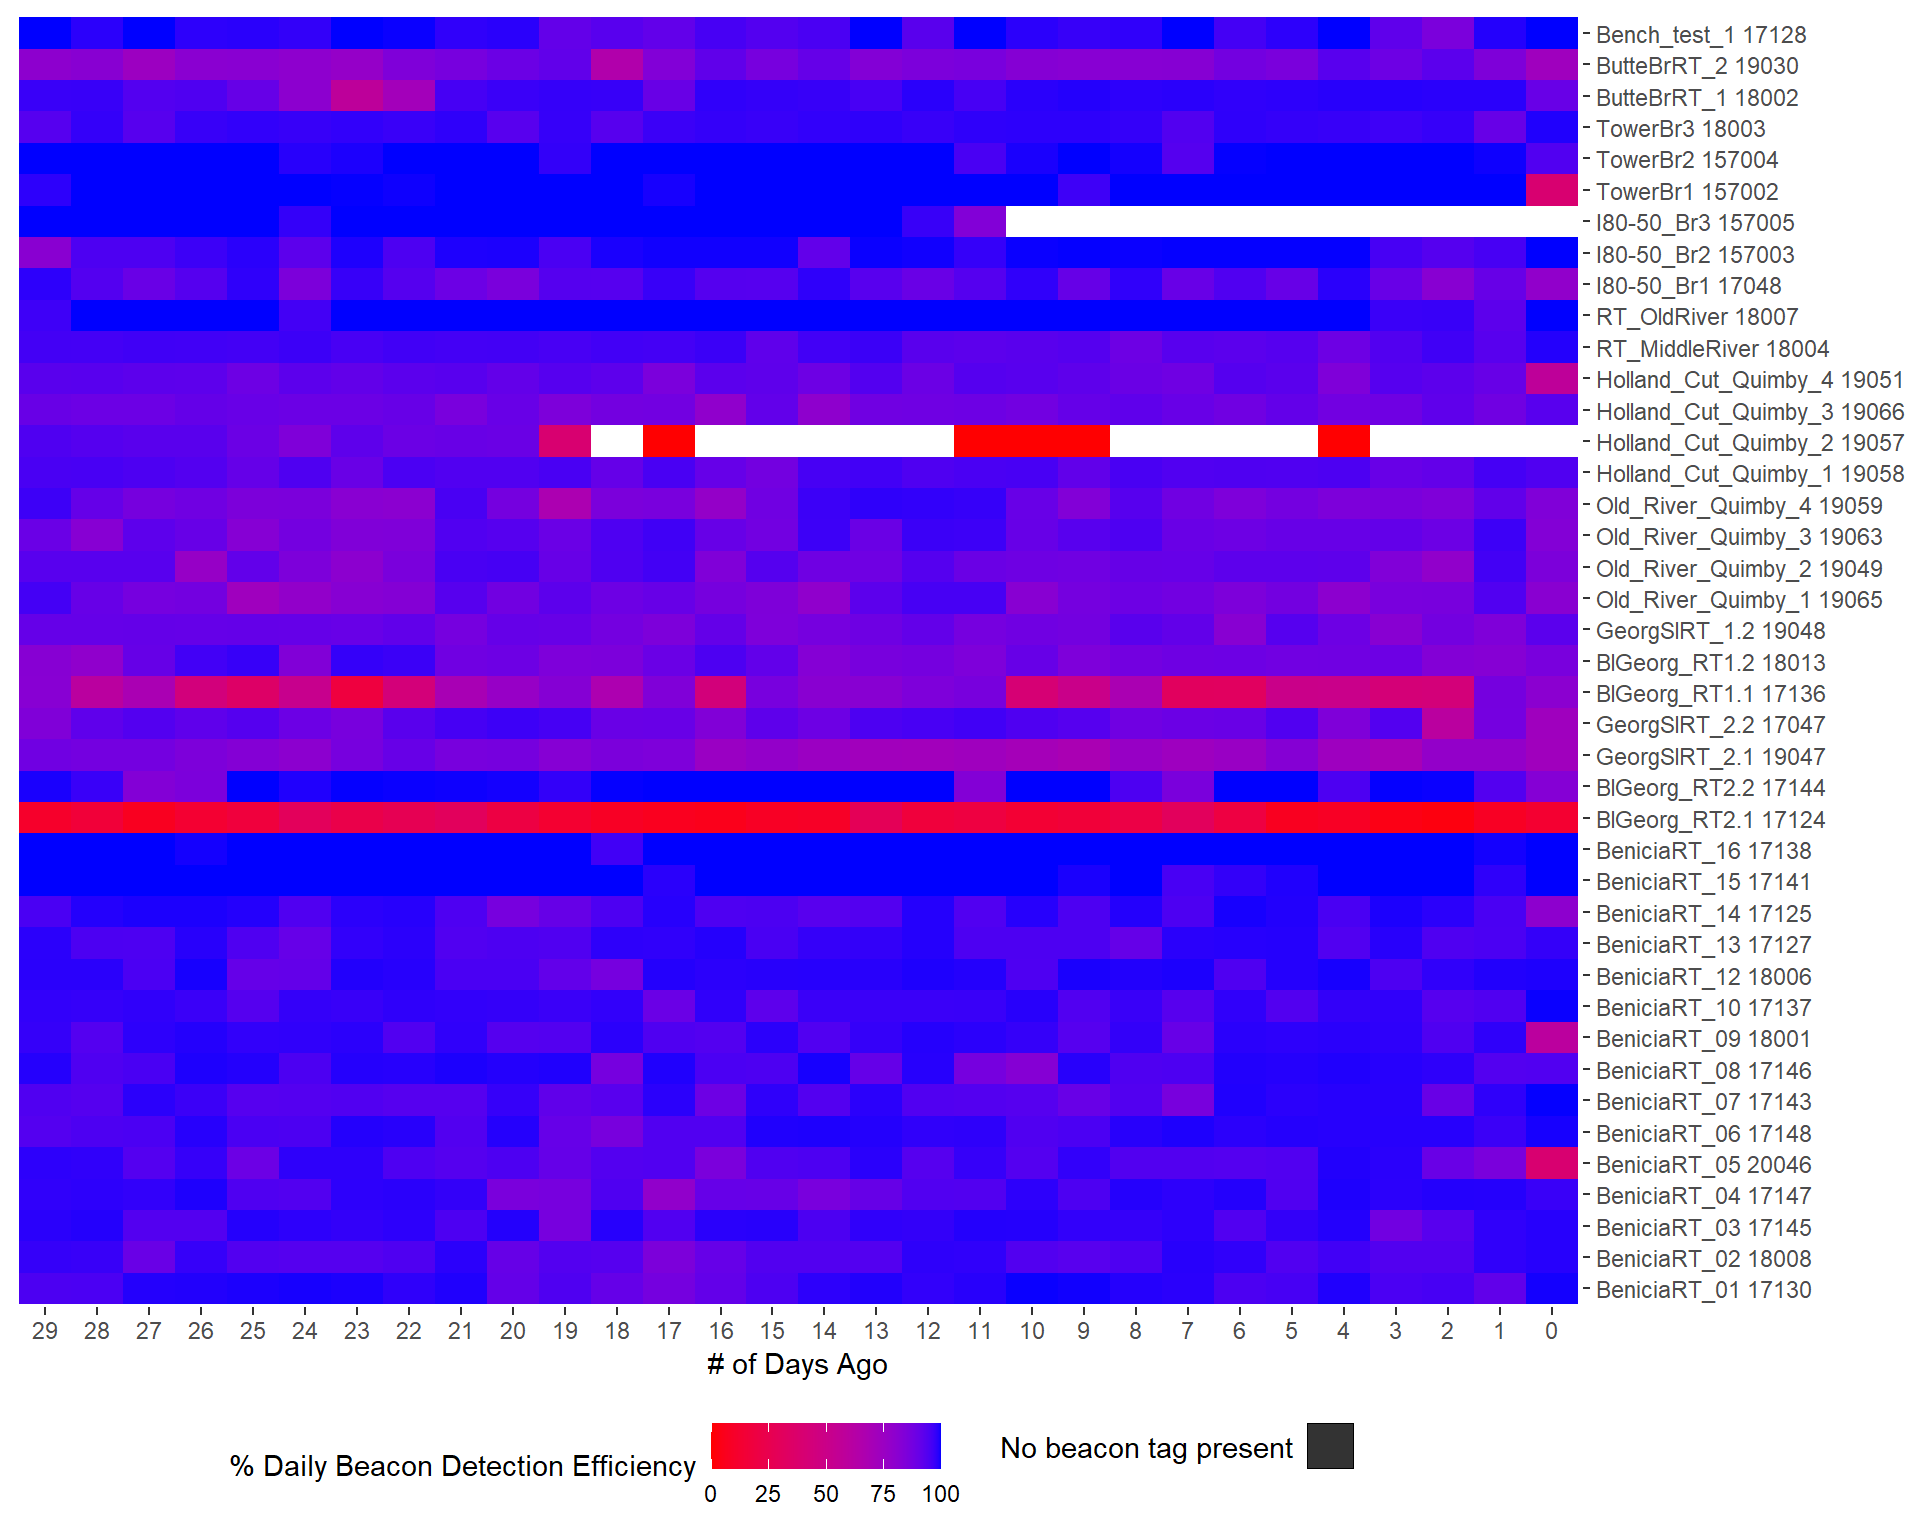 Bench_test_1 17128
ButteBrRT_2 19030
ButteBrRT_1 18002
TowerBr3 18003
TowerBr2 157004
TowerBr1 157002
I80-50_Br3 157005
I80-50_Br2 157003
I80-50_Br1 17048
RT_OldRiver 18007
RT_MiddleRiver 18004
Holland_Cut_Quimby_4 19051
Holland_Cut_Quimby_3 19066
Holland_Cut_Quimby_2 19057
Holland_Cut_Quimby_1 19058
Old_River_Quimby_4 19059
Old_River_Quimby_3 19063
Old_River_Quimby_2 19049
Old_River_Quimby_1 19065
GeorgSlRT_1.2 19048
BlGeorg_RT1.2 18013
BlGeorg_RT1.1 17136
GeorgSlRT_2.2 17047
GeorgSlRT_2.1 19047
BlGeorg_RT2.2 17144
BlGeorg_RT2.1 17124
BeniciaRT_16 17138
BeniciaRT_15 17141
BeniciaRT_14 17125
BeniciaRT_13 17127
BeniciaRT_12 18006
BeniciaRT_10 17137
BeniciaRT_09 18001
BeniciaRT_08 17146
BeniciaRT_07 17143
BeniciaRT_06 17148
BeniciaRT_05 20046
BeniciaRT_04 17147
BeniciaRT_03 17145
BeniciaRT_02 18008
BeniciaRT_01 17130
29 28 27 26 25 24 23 22 21 20 19 18 17 16 15 14 13 12 11 10 9 8 7 6 5 4 3 2 1 0
# of Days Ago
% Daily Beacon Detection Efficiency
0 25 50 75 100
No beacon tag present